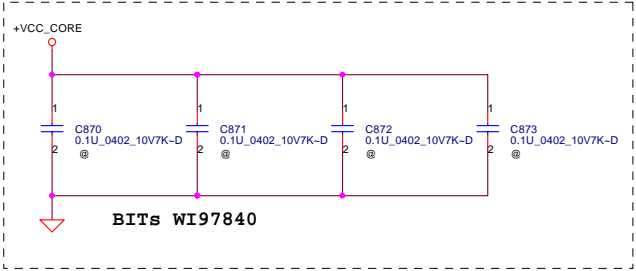 +VCC_CORE
1 1 1 1
C870 C871 C872 C873
0.1U_0402_10V7K~D 0.1U_0402_10V7K~D 0.1U_0402_10V7K~D 0.1U_0402_10V7K~D
2 2 2 2
@ @ @ @
BITs WI97840